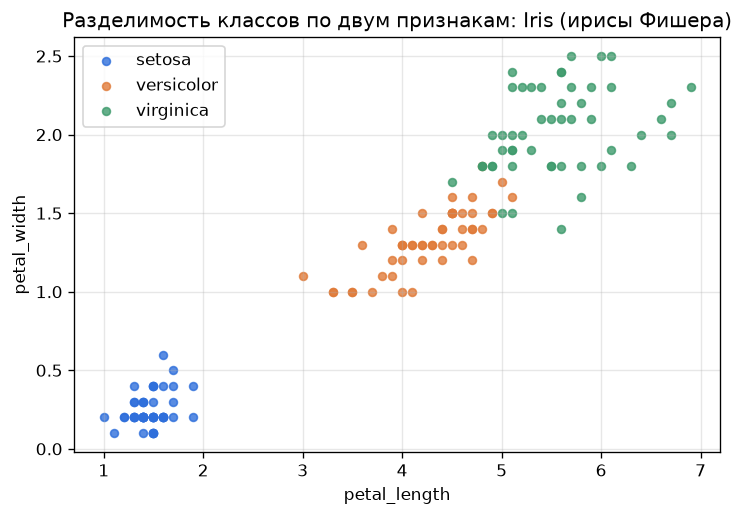 Разделимость классов по двум признакам: Iris (ирисы Фишера)
setosa
versicolor
virginica
petal_width
2.5
2.0
1.5
1.0
0.5
0.0
1 2 3 4 5 6 7
petal_length